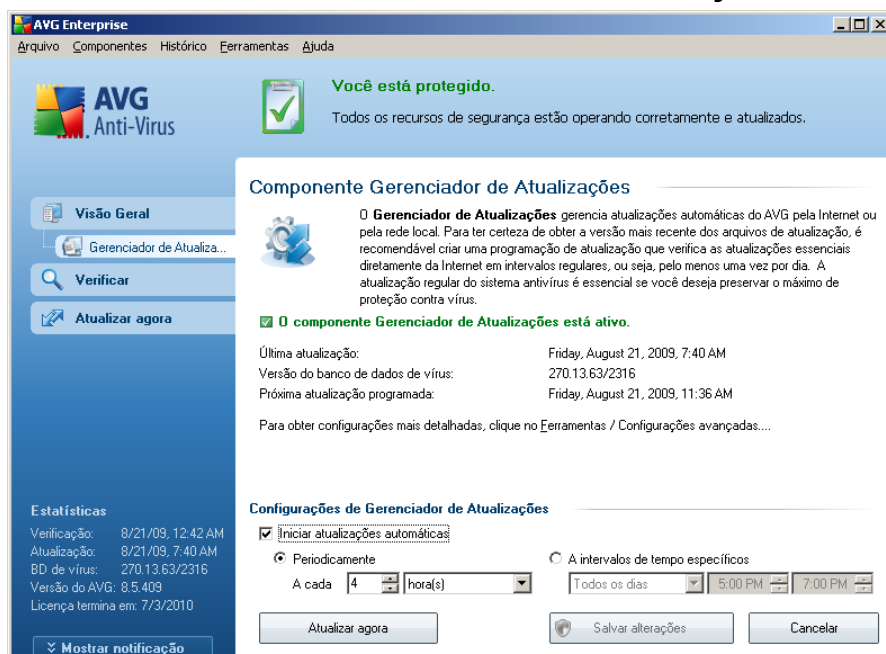 AVG Enterprise
Arquivo Componentes Histórico Ferramentas Ajuda
AVG
Anti-Virus
Você está protegido.
Todos os recursos de segurança estão operando corretamente e atualizados.
Visão Geral
Gerenciador de Atualiza...
Verificar
Atualizar agora
Componente Gerenciador de Atualizações
O Gerenciador de Atualizações gerencia atualizações automáticas do AVG pela Internet ou
pela rede local. Para ter certeza de obter a versão mais recente dos arquivos de atualização, é
recomendável criar uma programação de atualização que verifica as atualizações essenciais
diretamente da Internet em intervalos regulares, ou seja, pelo menos uma vez por dia. A
atualização regular do sistema antivírus é essencial se você deseja preservar o máximo de
proteção contra vírus.
O componente Gerenciador de Atualizações está ativo.
Última atualização: Friday, August 21, 2009, 7:40 AM
Versão do banco de dados de vírus: 270.13.63/2316
Próxima atualização programada: Friday, August 21, 2009, 11:36 AM
Para obter configurações mais detalhadas, clique no Ferramentas / Configurações avançadas....
Configurações de Gerenciador de Atualizações
Iniciar atualizações automáticas
Periodicamente
A cada 4 hora(s)
A intervalos de tempo específicos
Todos os dias 5:00 PM 7:00 PM
Atualizar agora Salvar alterações Cancelar
Estatísticas
Verificação: 8/21/09, 12:42 AM
Atualização: 8/21/09, 7:40 AM
BD de vírus: 270.13.63/2316
Versão do AVG: 8.5.409
Licença termina em: 7/3/2010
Mostrar notificação